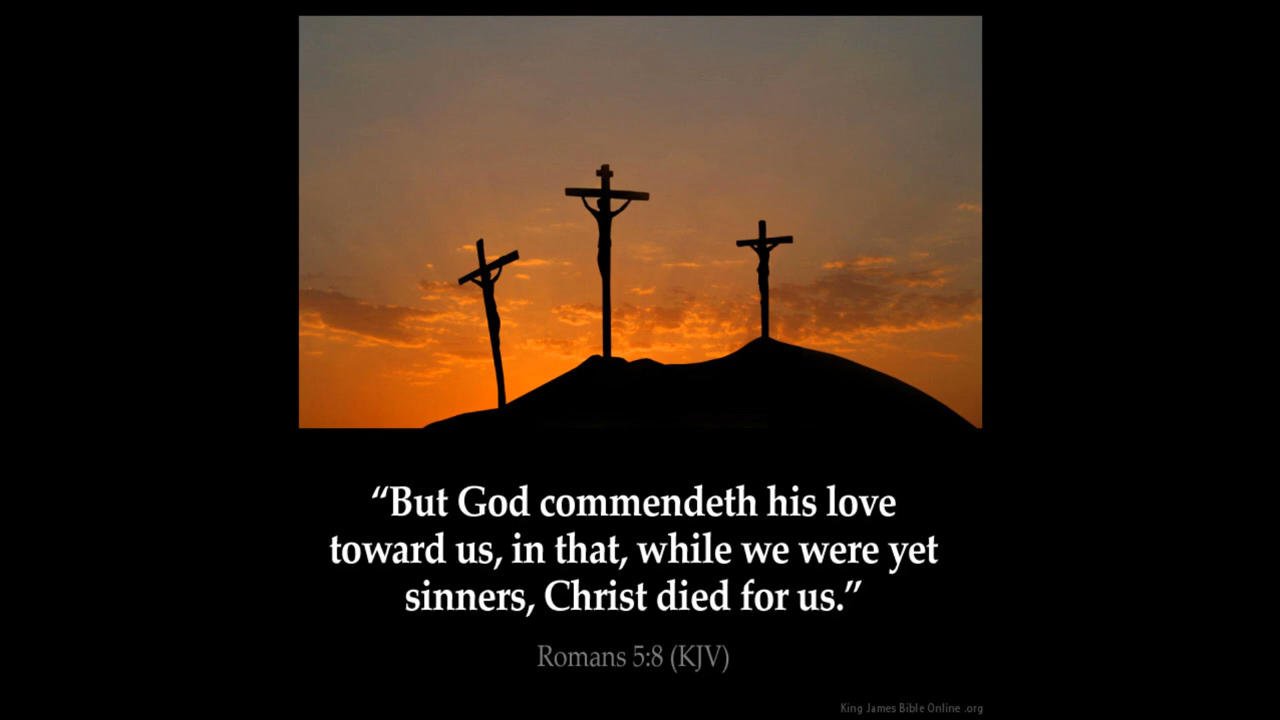 “But God commendeth his love
toward us, in that, while we were yet
sinners, Christ died for us.”
Romans 5:8 (KJV)
King James Bible Online .org